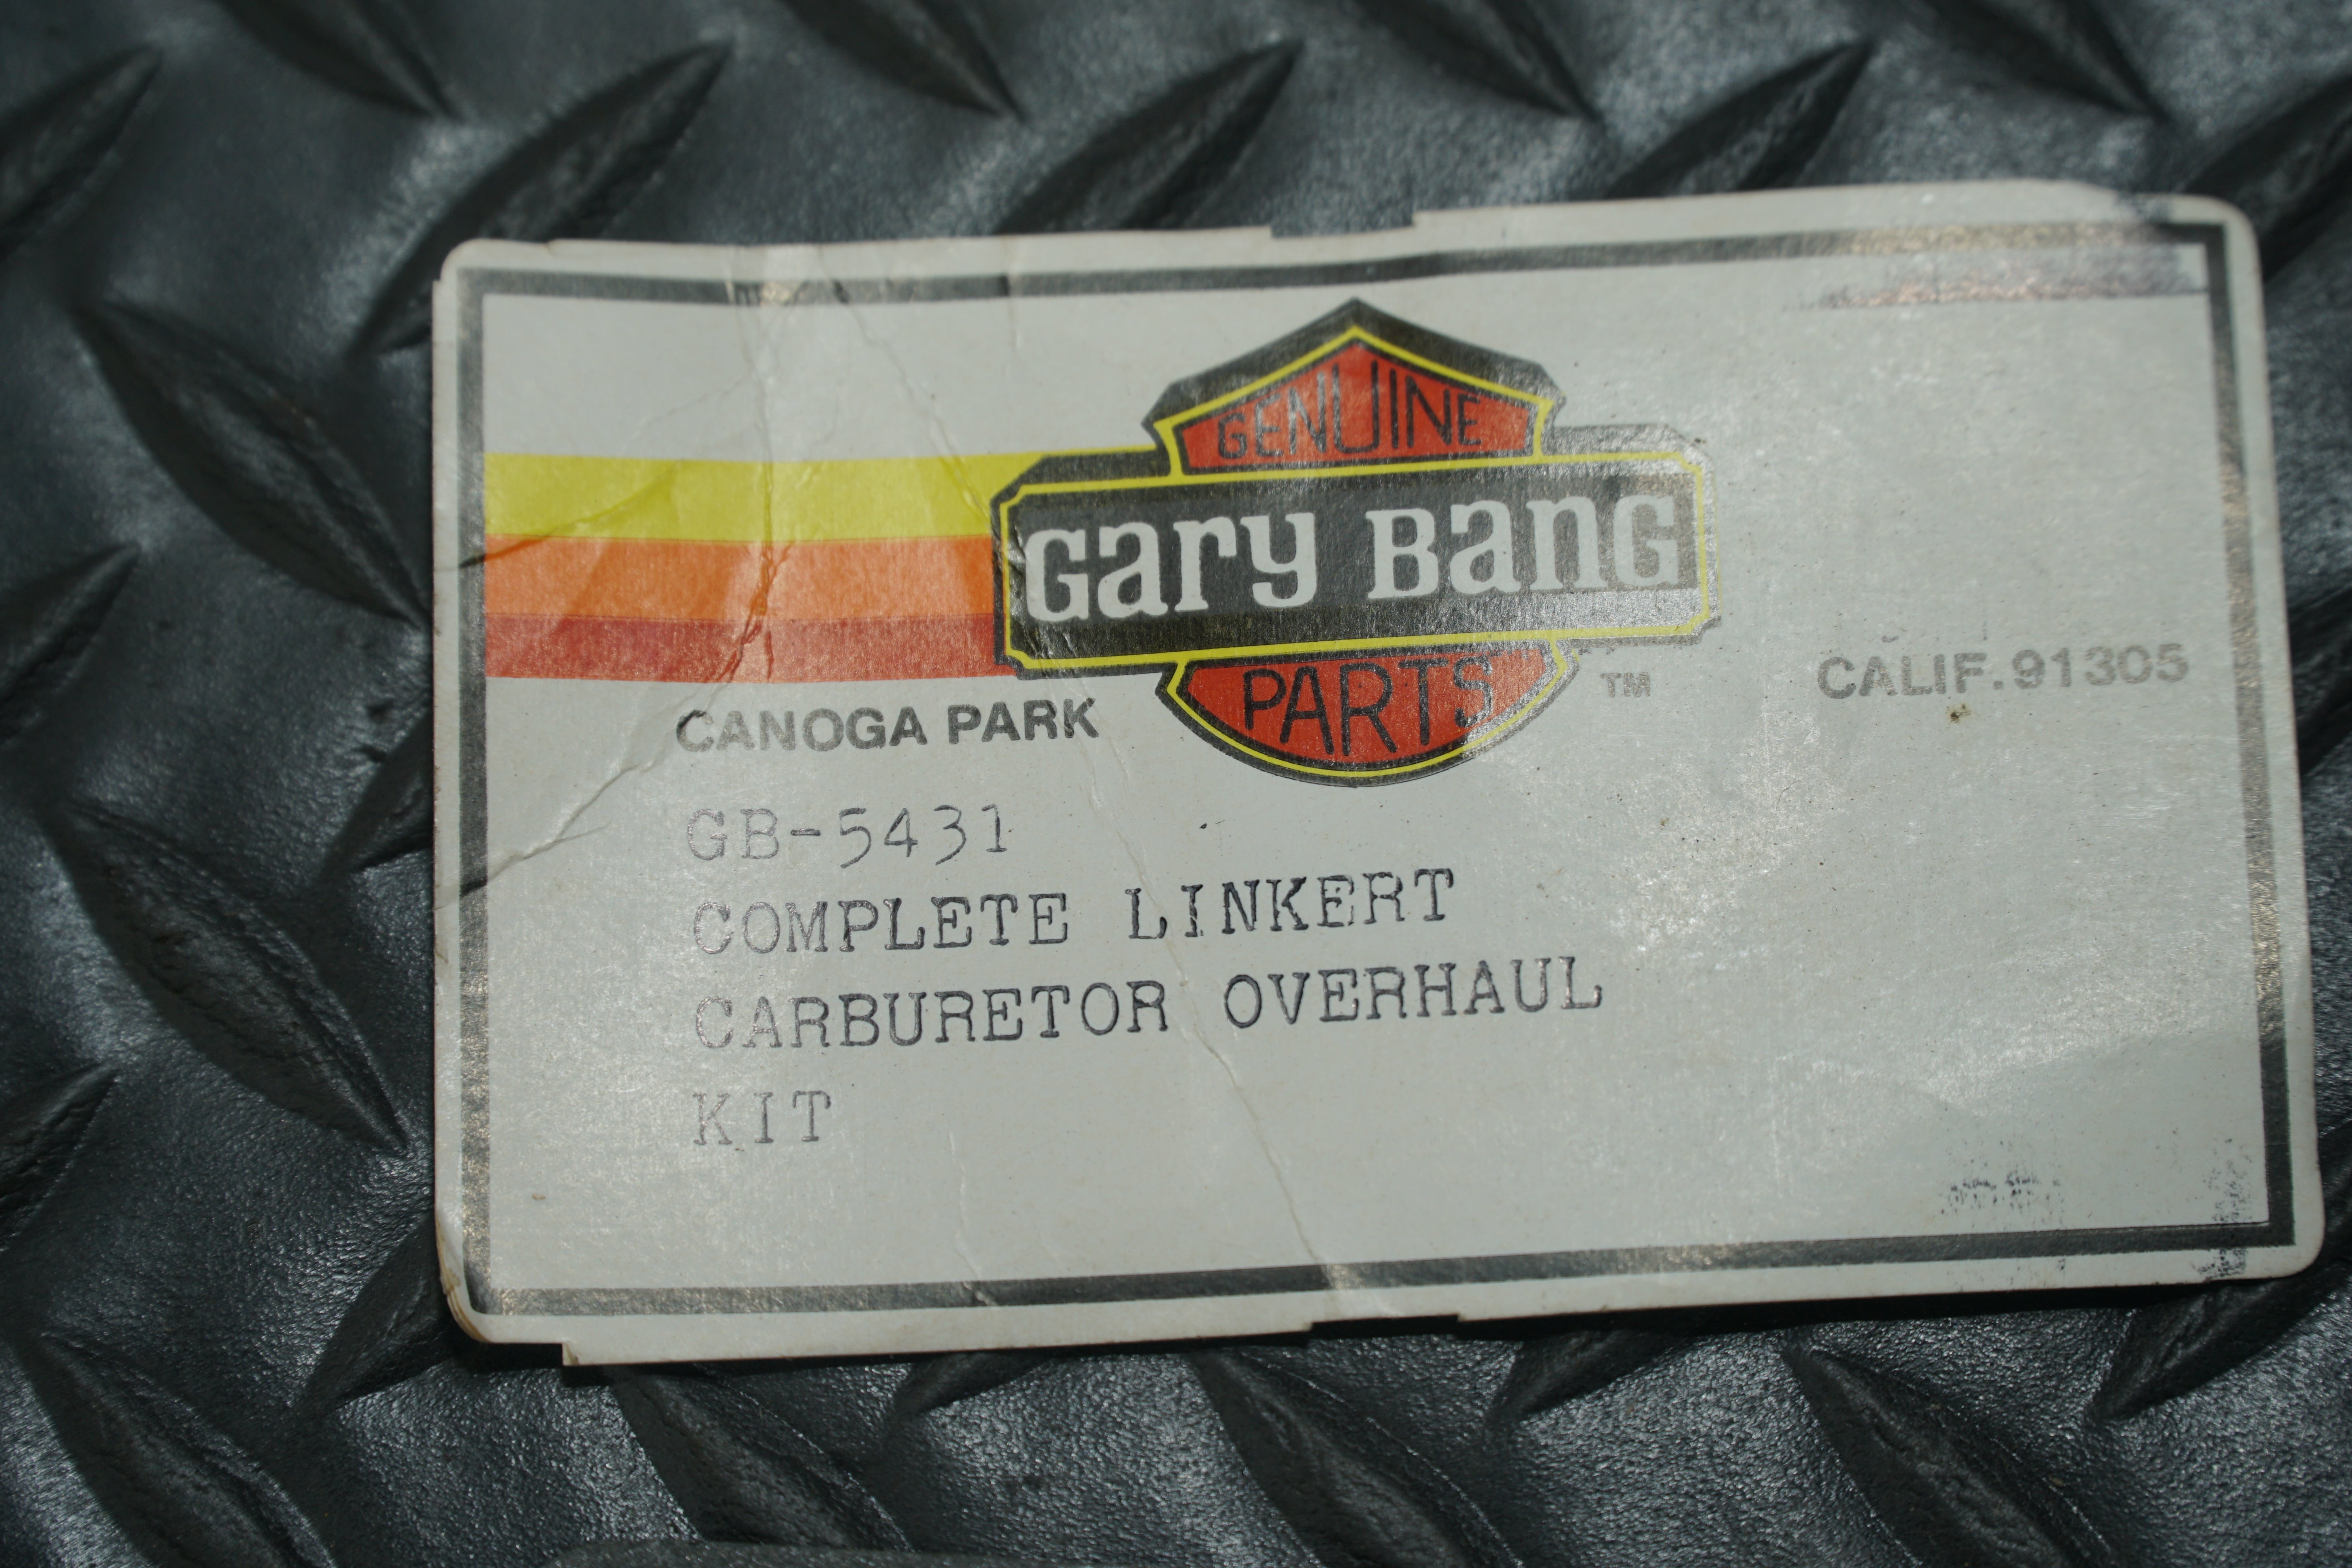 GENUINE
Gary Bang
PARTS
TM
CANOGA PARK
CALIF. 91305
GB-5431
COMPLETE LINKERT
CARBURETOR OVERHAUL
KIT